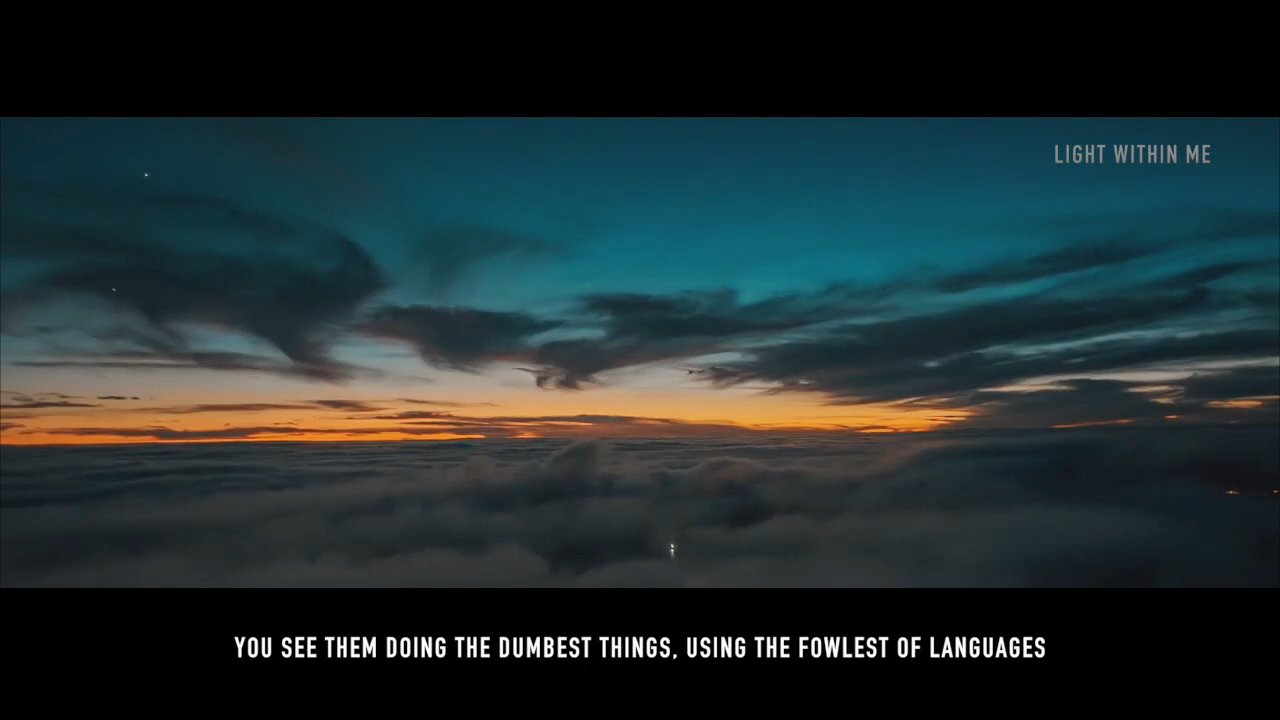 LIGHT WITHIN ME
YOU SEE THEM DOING THE DUMBEST THINGS, USING THE FOWLEST OF LANGUAGES